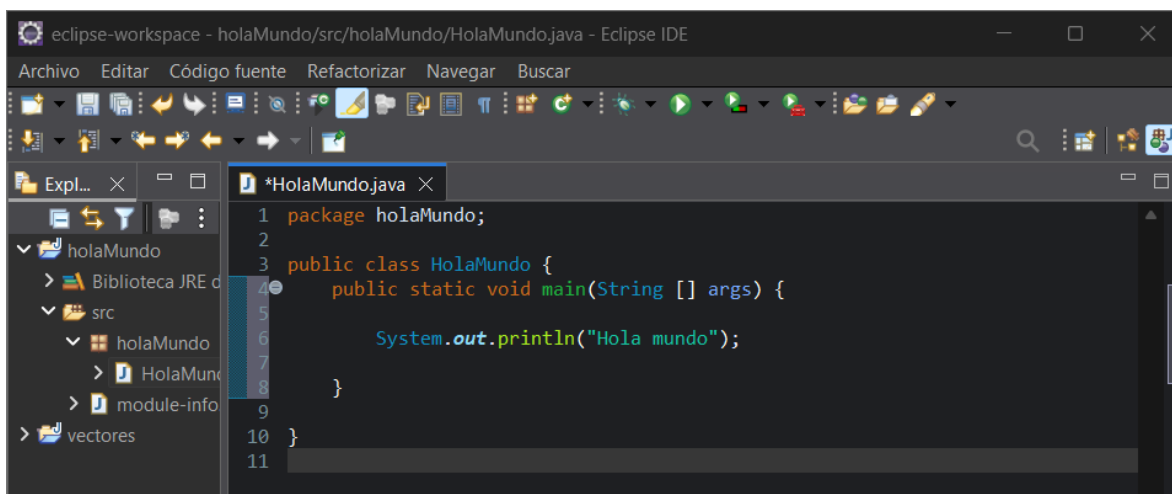 eclipse-workspace - holaMundo/src/holaMundo/HolaMundo.java - Eclipse IDE
Archivo Editar Código fuente Refactorizar Navegar Buscar
Expl...
*HolaMundo.java
holaMundo
Biblioteca JRE d
src
holaMundo
HolaMund
module-info
vectores
1 package holaMundo;
2
3 public class HolaMundo {
4 public static void main(String [] args) {
5
6 System.out.println("Hola mundo");
7
8 }
9
10 }
11